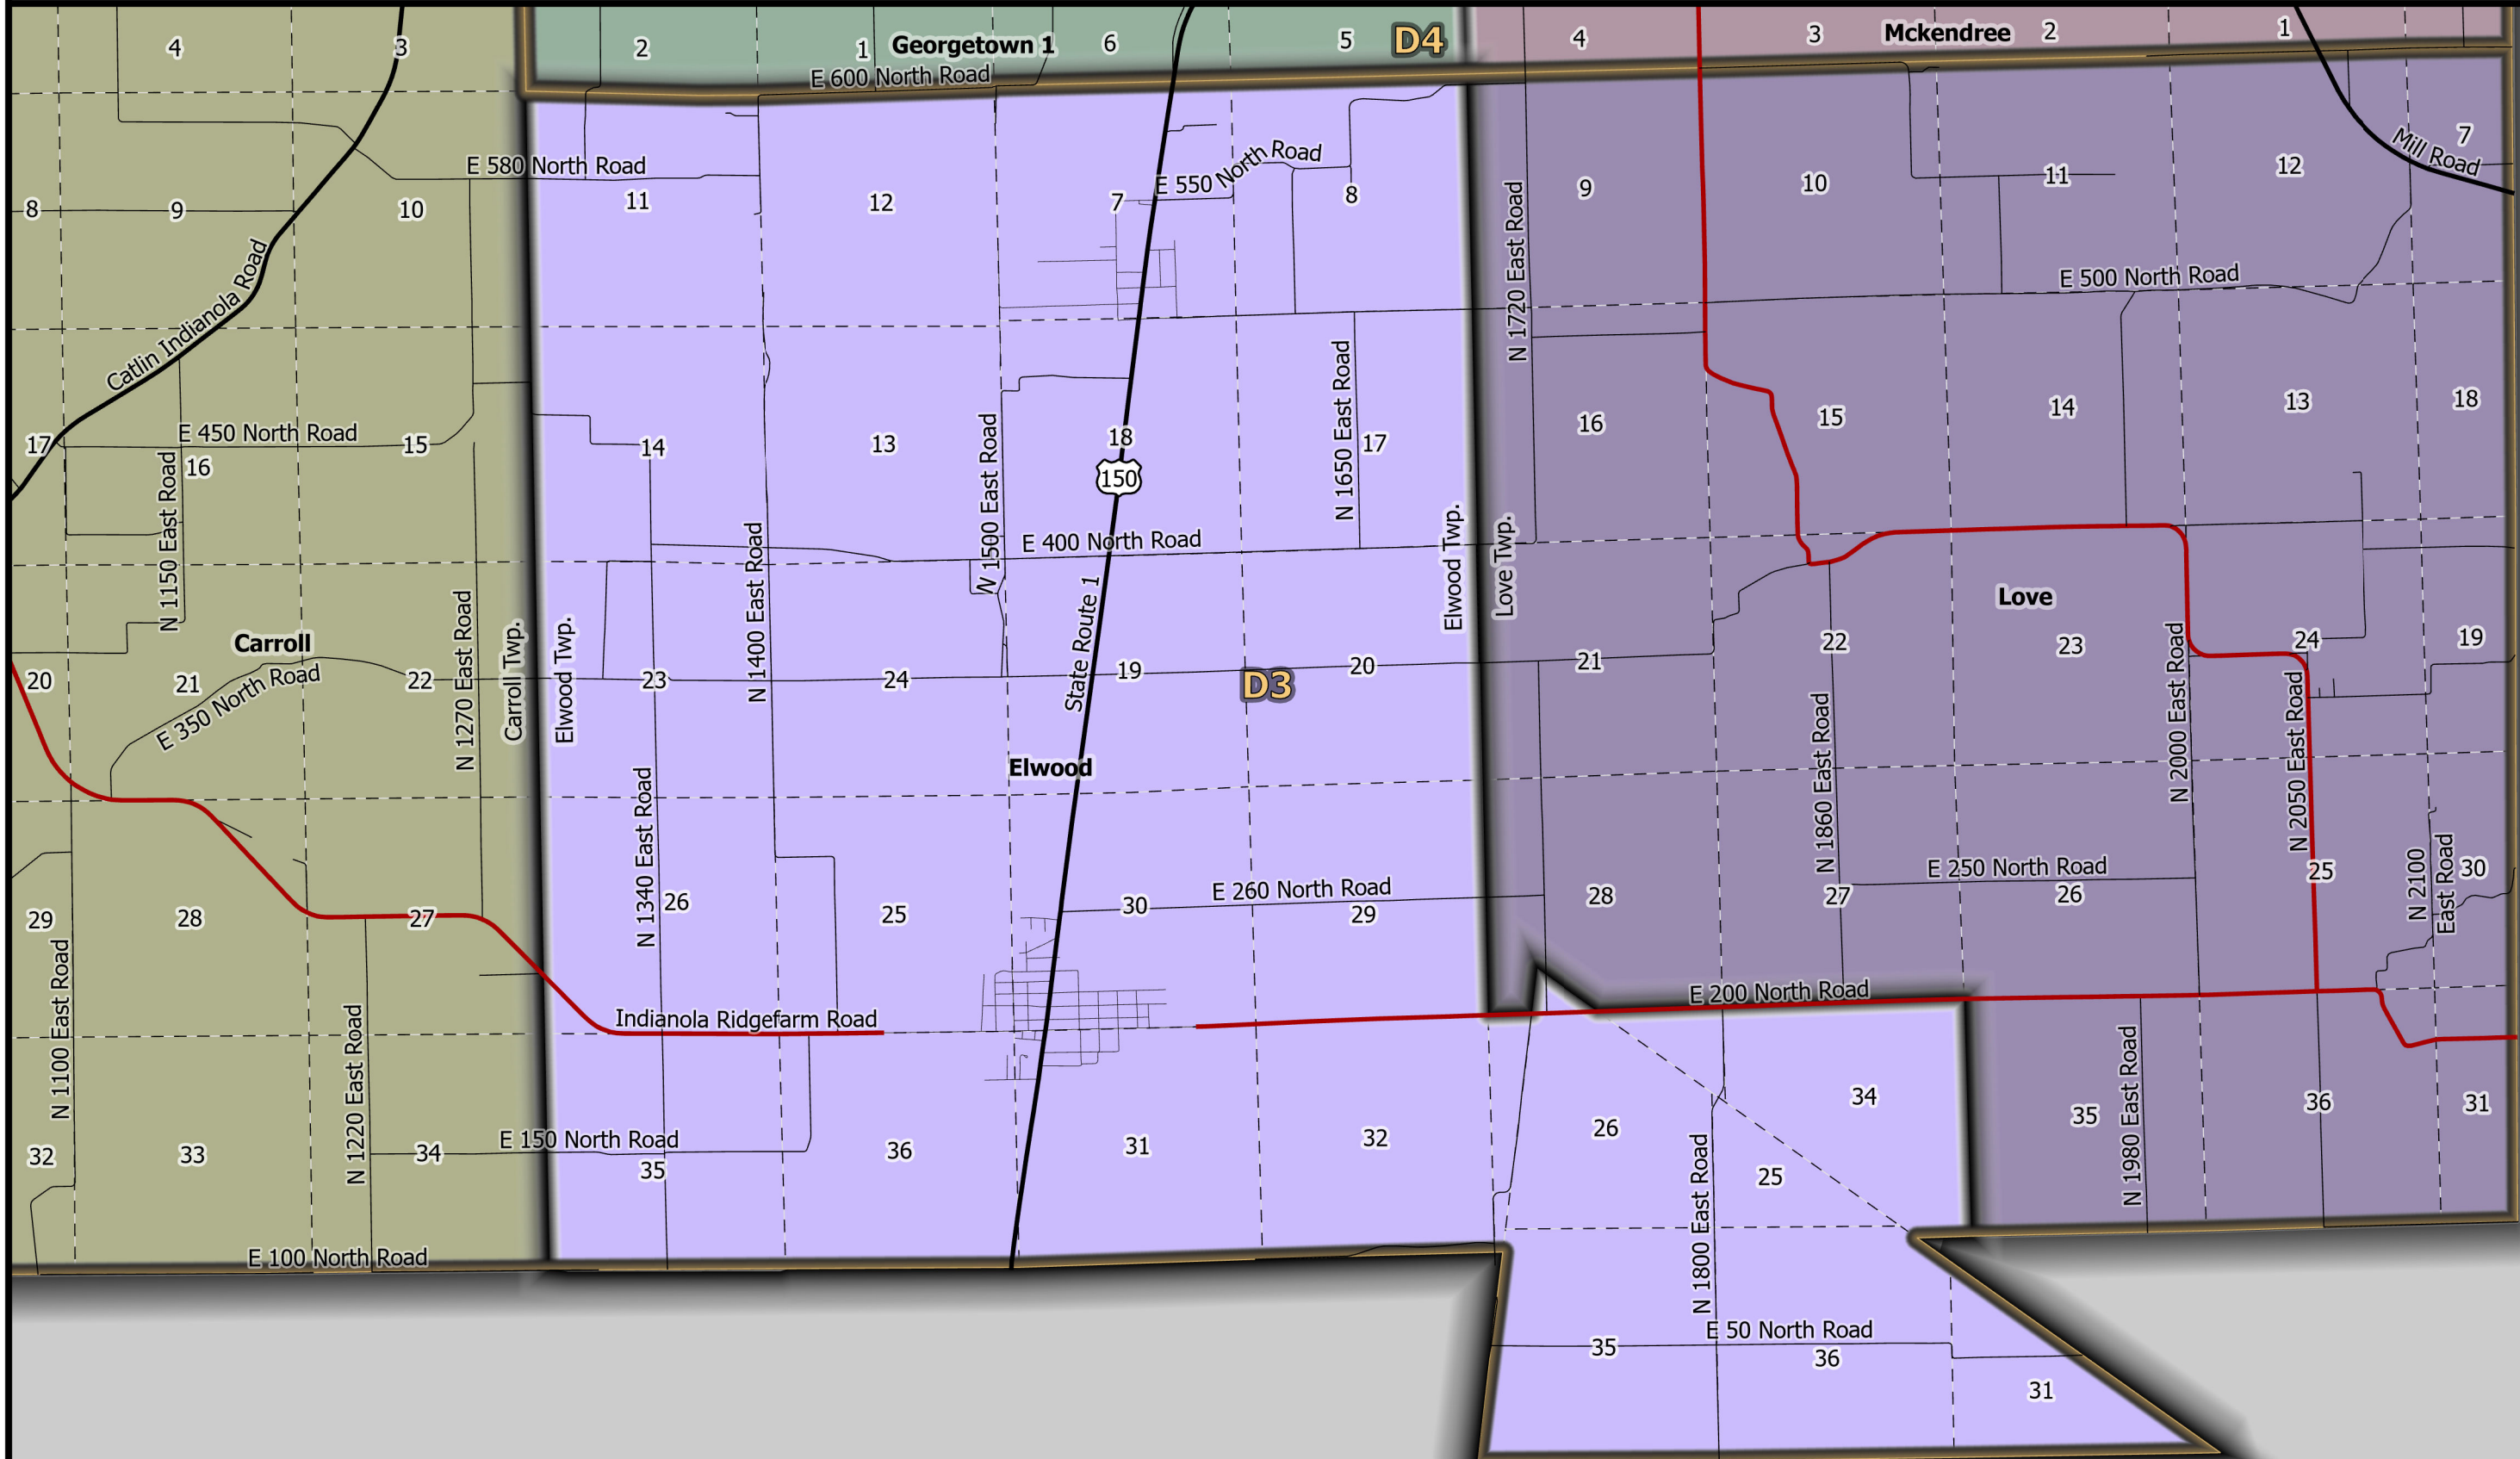 4
3
2
1
Georgetown 1
6
5
D4
4
3
Mckendree
2
1
E 600 North Road
7
Mill Road
E 580 North Road
E 550 North Road
8
9
10
11
12
7
8
9
10
11
12
N 1720 East Road
E 500 North Road
Catlin Indianola Road
N 1650 East Road
17
E 450 North Road
15
16
14
13
18
150
17
16
15
14
13
18
N 1150 East Road
N 1500 East Road
N 1400 East Road
E 400 North Road
Elwood Twp.
Love Twp.
Love
State Route 1
Carroll
N 1270 East Road
Carroll Twp.
Elwood Twp.
20
21
22
23
24
19
20
D3
21
22
23
24
19
E 350 North Road
N 2000 East Road
N 2050 East Road
N 1860 East Road
Elwood
N 1340 East Road
E 260 North Road
E 250 North Road
N 2100
East Road
29
28
27
26
25
30
29
28
27
26
25
30
N 1100 East Road
Indianola Ridgefarm Road
E 200 North Road
N 1220 East Road
N 1980 East Road
32
33
34
E 150 North Road
35
36
31
32
26
34
25
35
36
31
N 1800 East Road
E 100 North Road
E 50 North Road
35
36
31